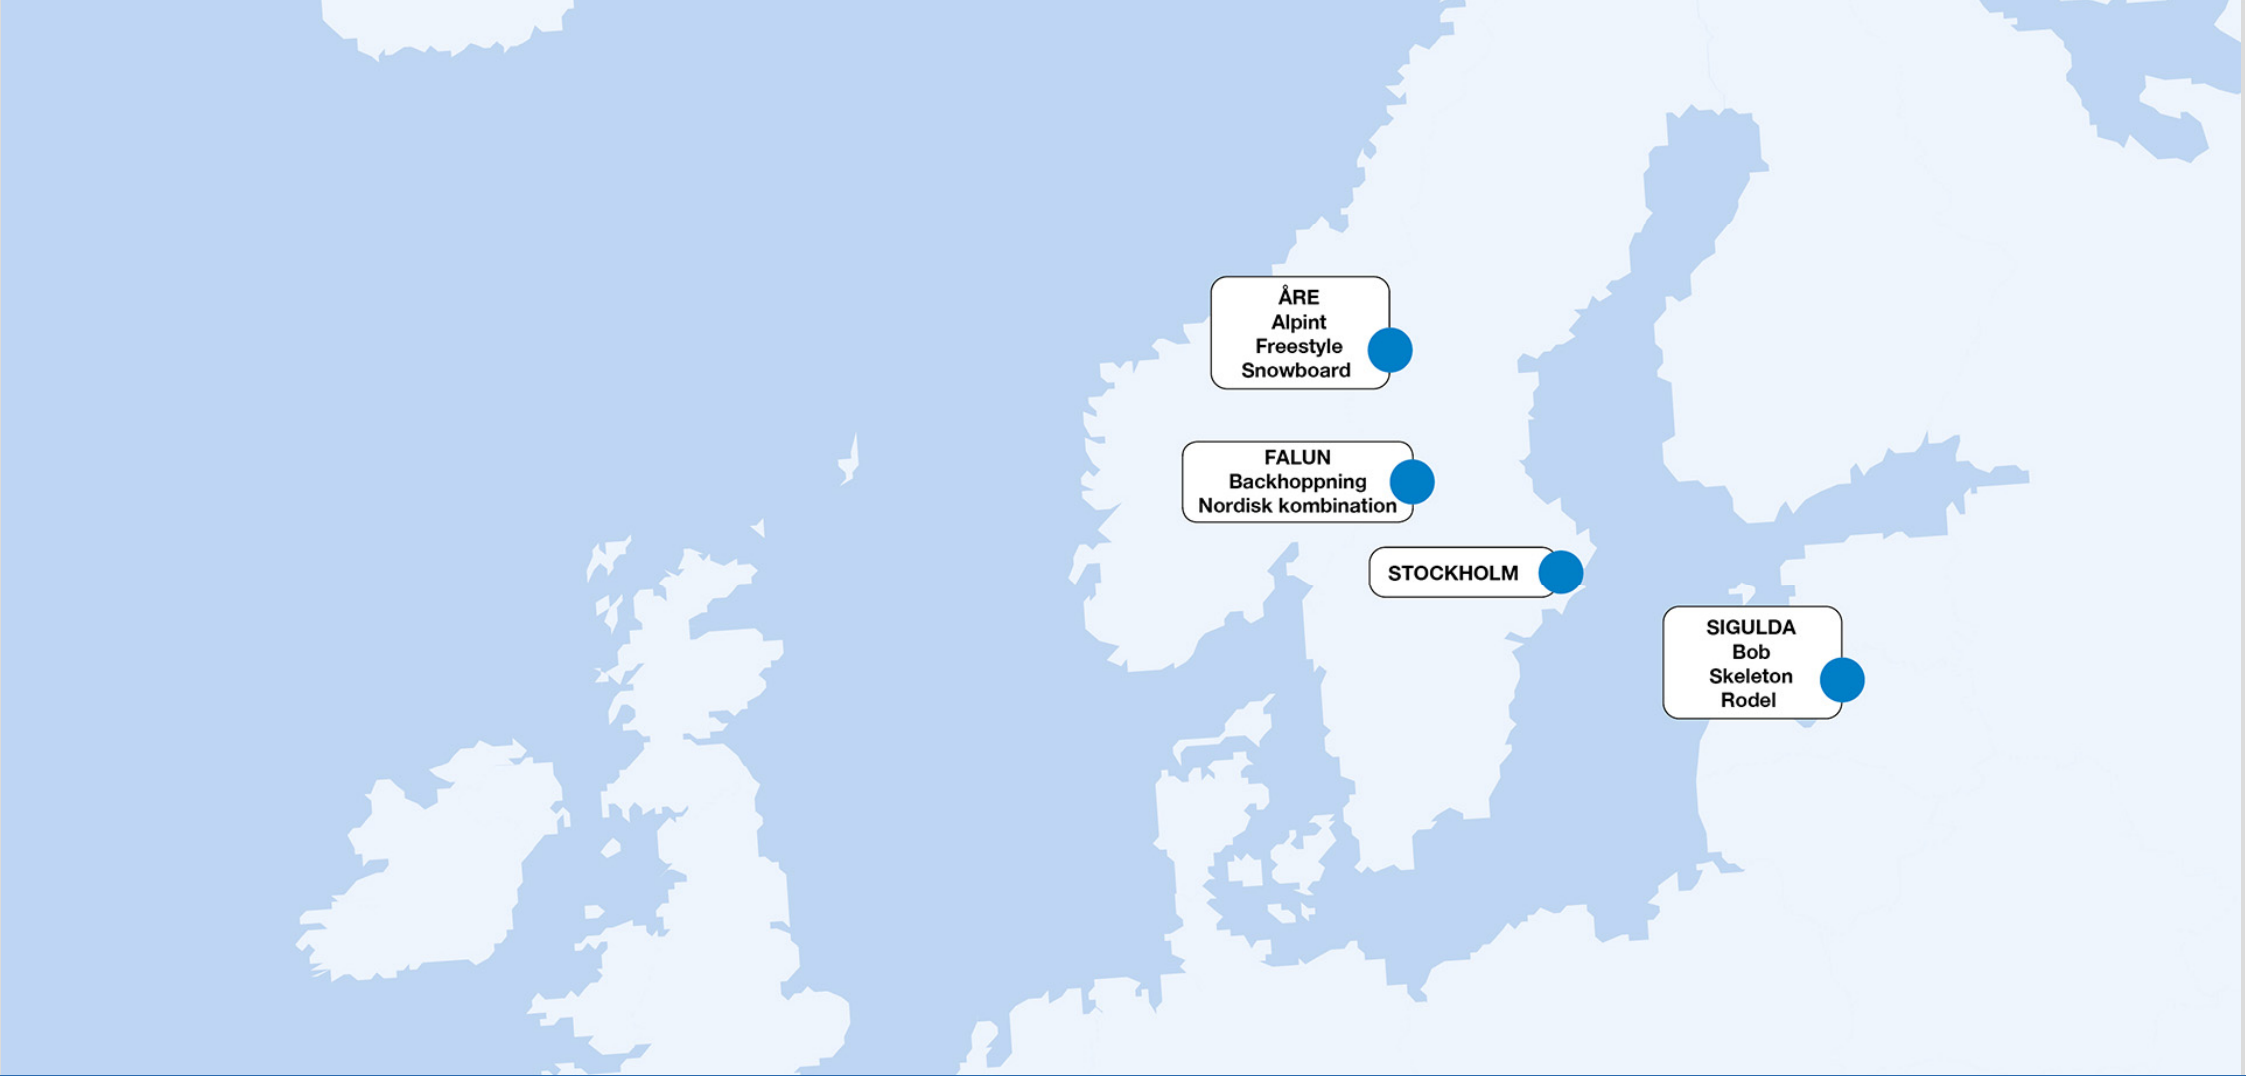 ÅRE
Alpint
Freestyle
Snowboard
FALUN
Backhoppning
Nordisk kombination
STOCKHOLM
SIGULDA
Bob
Skeleton
Rodel